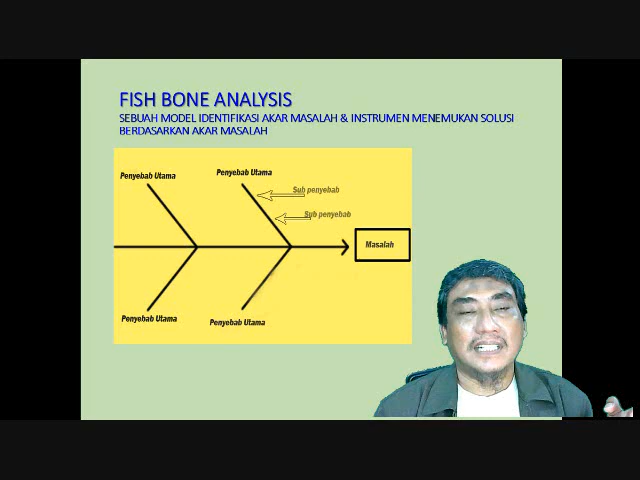 FISH BONE ANALYSIS
SEBUAH MODEL IDENTIFIKASI AKAR MASALAH & INSTRUMEN MENEMUKAN SOLUSI
BERDASARKAN AKAR MASALAH
Penyebab Utama
Penyebab Utama
Sub penyebab
Sub penyebab
Masalah
Penyebab Utama
Penyebab Utama